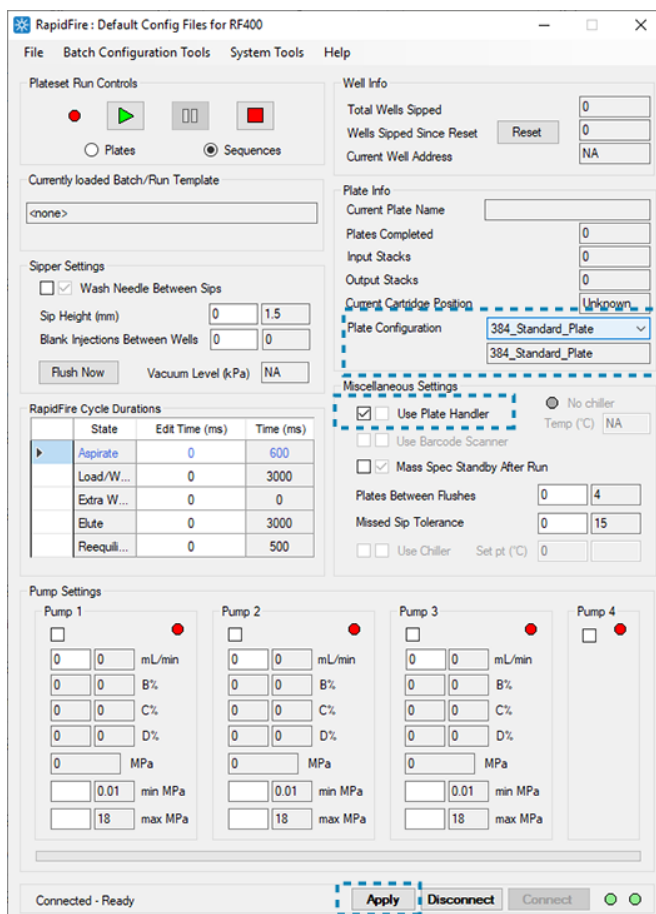 RapidFire : Default Config Files for RF400
File Batch Configuration Tools System Tools Help
Plateset Run Controls
Plates Sequences
Currently loaded Batch/Run Template
<none>
Sipper Settings
Wash Needle Between Sips
Sip Height (mm) 0 1.5
Blank Injections Between Wells 0 0
Flush Now Vacuum Level (kPa) NA
RapidFire Cycle Durations
State Edit Time (ms) Time (ms)
Aspirate 0 600
Load/W... 0 3000
Extra W... 0 0
Elute 0 3000
Reequili... 0 500
Well Info
Total Wells Sipped 0
Wells Sipped Since Reset Reset 0
Current Well Address NA
Plate Info
Current Plate Name
Plates Completed 0
Input Stacks 0
Output Stacks 0
Current Cartridge Position Unknown
Plate Configuration 384_Standard_Plate
384_Standard_Plate
Miscellaneous Settings
Use Plate Handler No chiller
Temp (°C) NA
Use Barcode Scanner
Mass Spec Standby After Run
Plates Between Flushes 0 4
Missed Sip Tolerance 0 15
Use Chiller Set pt (°C) 0
Pump Settings
Pump 1 Pump 2 Pump 3 Pump 4
0 0 mL/min 0 0 mL/min 0 0 mL/min
0 0 B% 0 0 B% 0 0 B%
0 0 C% 0 0 C% 0 0 C%
0 0 D% 0 0 D% 0 0 D%
0 MPa 0 MPa 0 MPa
0.01 min MPa 0.01 min MPa 0.01 min MPa
18 max MPa 18 max MPa 18 max MPa
Connected - Ready Apply Disconnect Connect